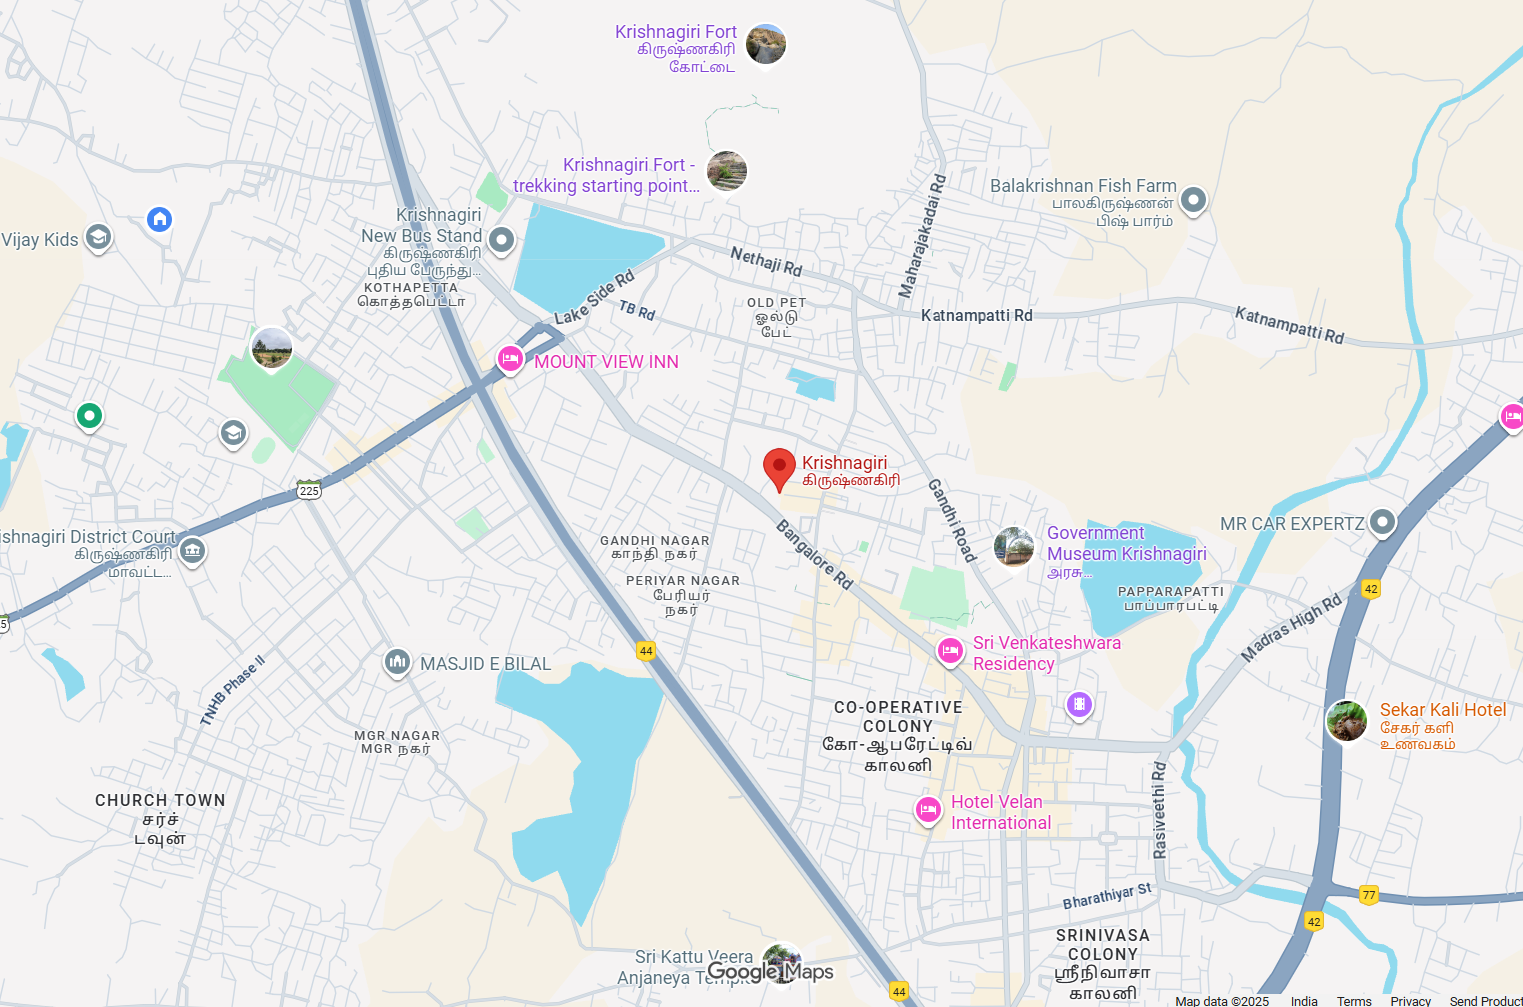 Krishnagiri Fort
கிருஷ்ணகிரி
கோட்டை
Krishnagiri Fort -
trekking starting point...
Maharajakadai Rd
Balakrishnan Fish Farm
பாலகிருஷ்ணன்
பிஷ் பார்ம்
Vijay Kids
Krishnagiri
New Bus Stand
கிருஷ்ணகிரி
புதிய பேருந்து...
KOTHAPETTA
கொத்தபெட்டா
Nethaji Rd
Lake Side Rd
TB Rd
OLD PET
ஓல்டு
பேட்
Katnampatti Rd
Katnampatti Rd
MOUNT VIEW INN
Krishnagiri
கிருஷ்ணகிரி
225
Gandhi Road
Bangalore Rd
ishnagiri District Court
கிருஷ்ணகிரி
மாவட்ட...
GANDHI NAGAR
காந்தி நகர்
PERIYAR NAGAR
பேரியர்
நகர்
Government
Museum Krishnagiri
அரசு...
MR CAR EXPERTZ
PAPPARAPATTI
பாப்பாரபட்டி
42
Madras High Rd
5
44
MASJID E BILAL
TNHB Phase II
Sri Venkateshwara
Residency
MGR NAGAR
MGR நகர்
CO-OPERATIVE
COLONY
கோ-ஆபரேட்டிவ்
காலனி
Sekar Kali Hotel
சேகர் களி
உணவகம்
CHURCH TOWN
சர்ச்
டவுன்
Hotel Velan
International
Rasiveethi Rd
Bharathiyar St
77
42
SRINIVASA
COLONY
ஸ்ரீநிவாசா
காலனி
Sri Kattu Veera
Anjaneya Temple
Google Maps
44
Map data ©2025 India Terms Privacy Send Product